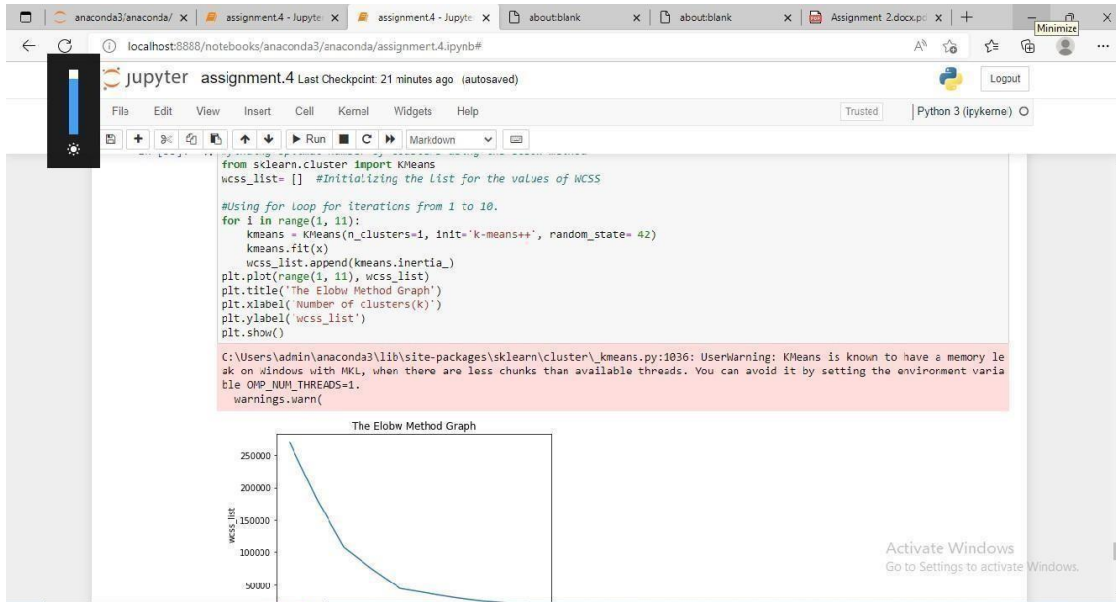 anaconda3/anaconda/
assignment.4 - Jupyte
assignment.4 - Jupyte
about:blank
about:blank
Assignment 2.docx.pd
Minimize
localhost:8888/notebooks/anaconda3/anaconda/assignment.4.ipynb#
jupyter assignment.4 Last Checkpoint: 21 minutes ago (autosaved)
Logout
File Edit View Insert Cell Kernel Widgets Help
Trusted
Python 3 (ipykernel)
Run
Markdown
from sklearn.cluster import KMeans
wcss_list= [] #Initializing the list for the values of WCSS
#Using for loop for iterations from 1 to 10.
for i in range(1, 11):
kmeans = KMeans(n_clusters=i, init='k-means++', random_state= 42)
kmeans.fit(x)
wcss_list.append(kmeans.inertia_)
plt.plot(range(1, 11), wcss_list)
plt.title('The Elobw Method Graph')
plt.xlabel('Number of clusters(k)')
plt.ylabel('wcss_list')
plt.show()
C:\Users\admin\anaconda3\lib\site-packages\sklearn\cluster\_kmeans.py:1036: UserWarning: KMeans is known to have a memory le
ak on Windows with MKL, when there are less chunks than available threads. You can avoid it by setting the environment varia
ble OMP_NUM_THREADS=1.
warnings.warn(
The Elobw Method Graph
250000
200000
150000
100000
50000
wcss_list
Activate Windows
Go to Settings to activate Windows.